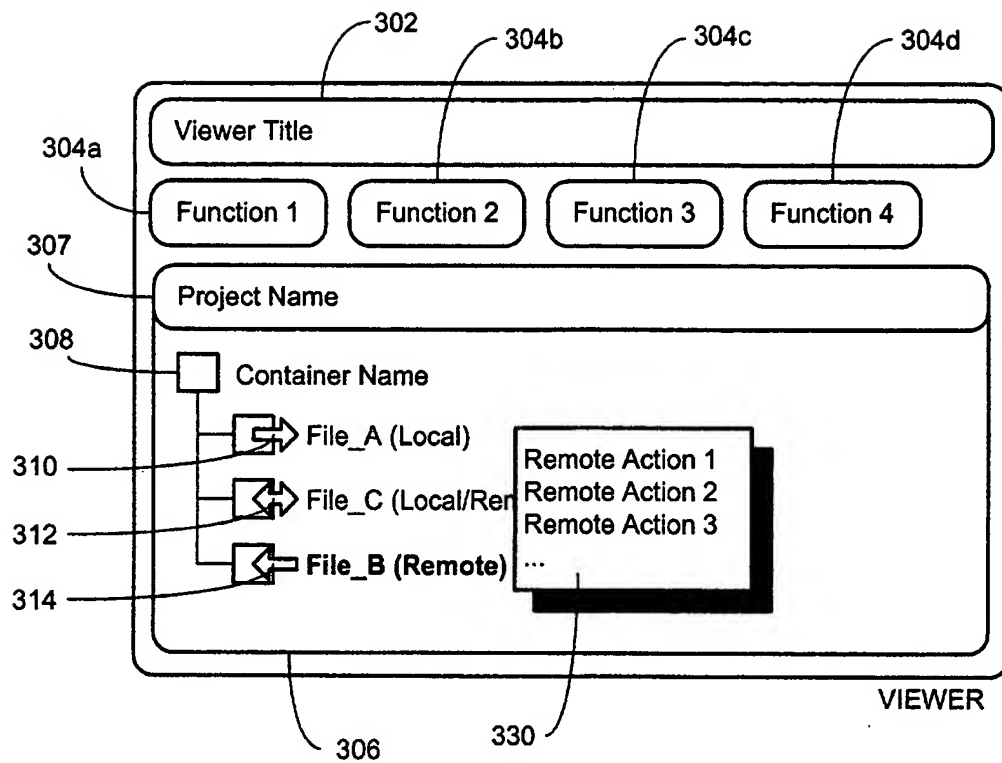 302
304b
304c
304d
Viewer Title
304a
Function 1
Function 2
Function 3
Function 4
307
Project Name
308
Container Name
File_A (Local)
310
Remote Action 1
Remote Action 2
Remote Action 3
...
File_C (Local/Rem
312
File_B (Remote)
314
VIEWER
306
330